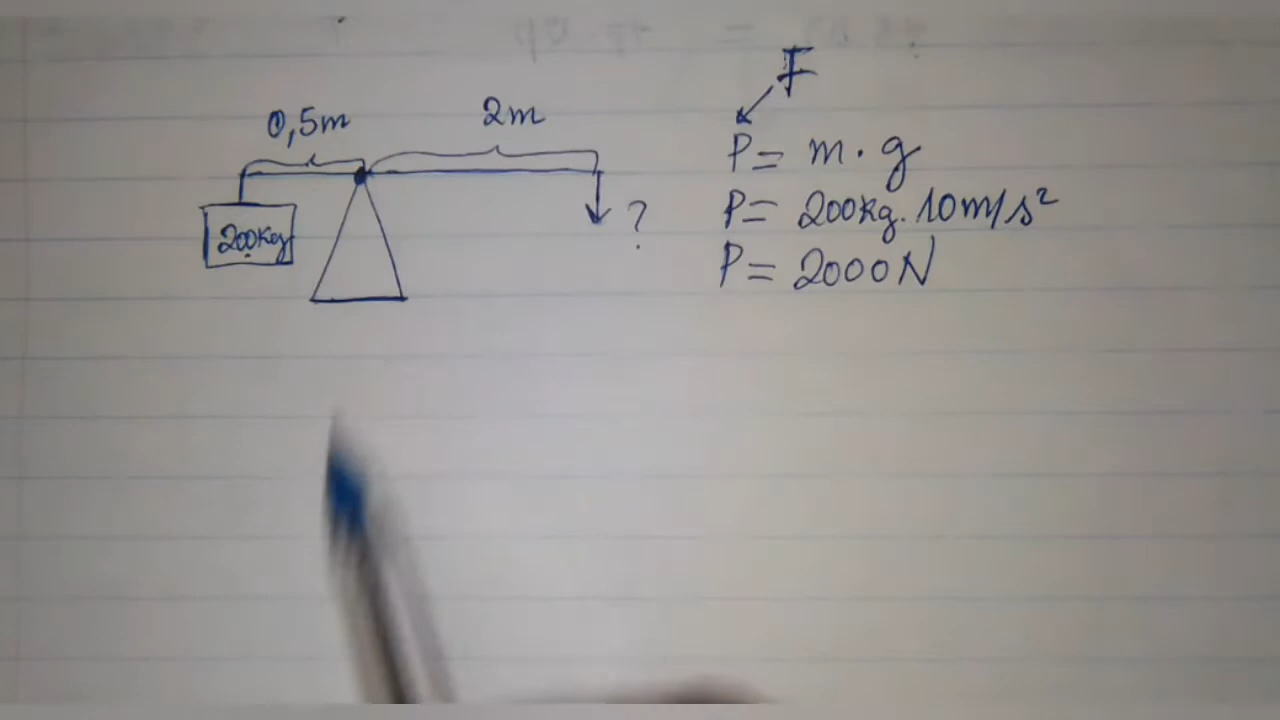 0,5m
2m
200kg
?
F
P = m · g
P = 200kg . 10m/s²
P = 2000N